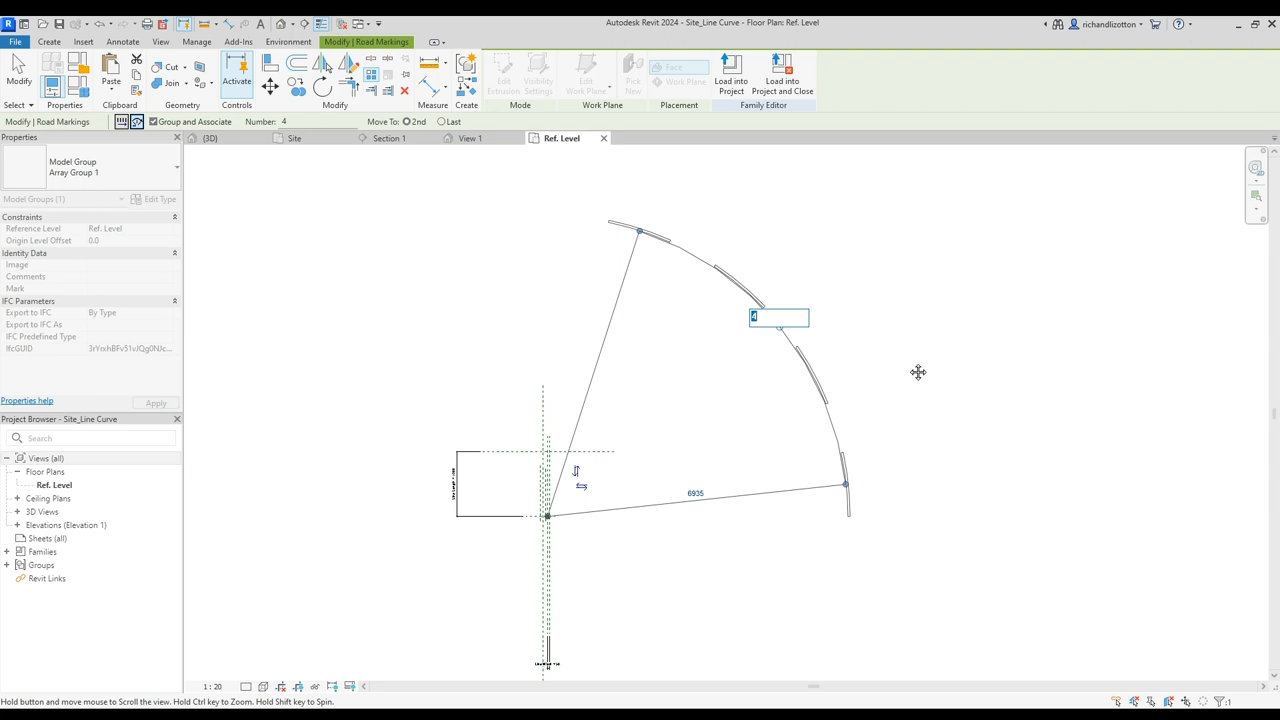 Autodesk Revit 2024 - Site_Line Curve - Floor Plan: Ref. Level
richandlizotton
File Create Insert Annotate View Manage Add-Ins Environment Modify | Road Markings
Modify
Paste
Cut
Join
Activate
Edit Extrusion
Visibility Settings
Edit Work Plane
Pick New
Face
Work Plane
Load into Project
Load into Project and Close
Select Properties Clipboard Geometry Controls Modify Measure Create Mode Work Plane Placement Family Editor
Modify | Road Markings Group and Associate Number: 4 Move To: 2nd Last
Properties
{3D} Site Section 1 View 1 Ref. Level
Model Group
Array Group 1
Model Groups (1) Edit Type
Constraints
Reference Level Ref. Level
Origin Level Offset 0.0
Identity Data
Image
Comments
Mark
IFC Parameters
Export to IFC By Type
Export to IFC As
IFC Predefined Type
IfcGUID 3rYrxhBFv51vJQg0NJc...
Properties help Apply
Project Browser - Site_Line Curve
Search
Views (all)
Floor Plans
Ref. Level
Ceiling Plans
3D Views
Elevations (Elevation 1)
Sheets (all)
Families
Groups
Revit Links
4
6935
1 : 20
Hold button and move mouse to Scroll the view. Hold Ctrl key to Zoom. Hold Shift key to Spin.
:1